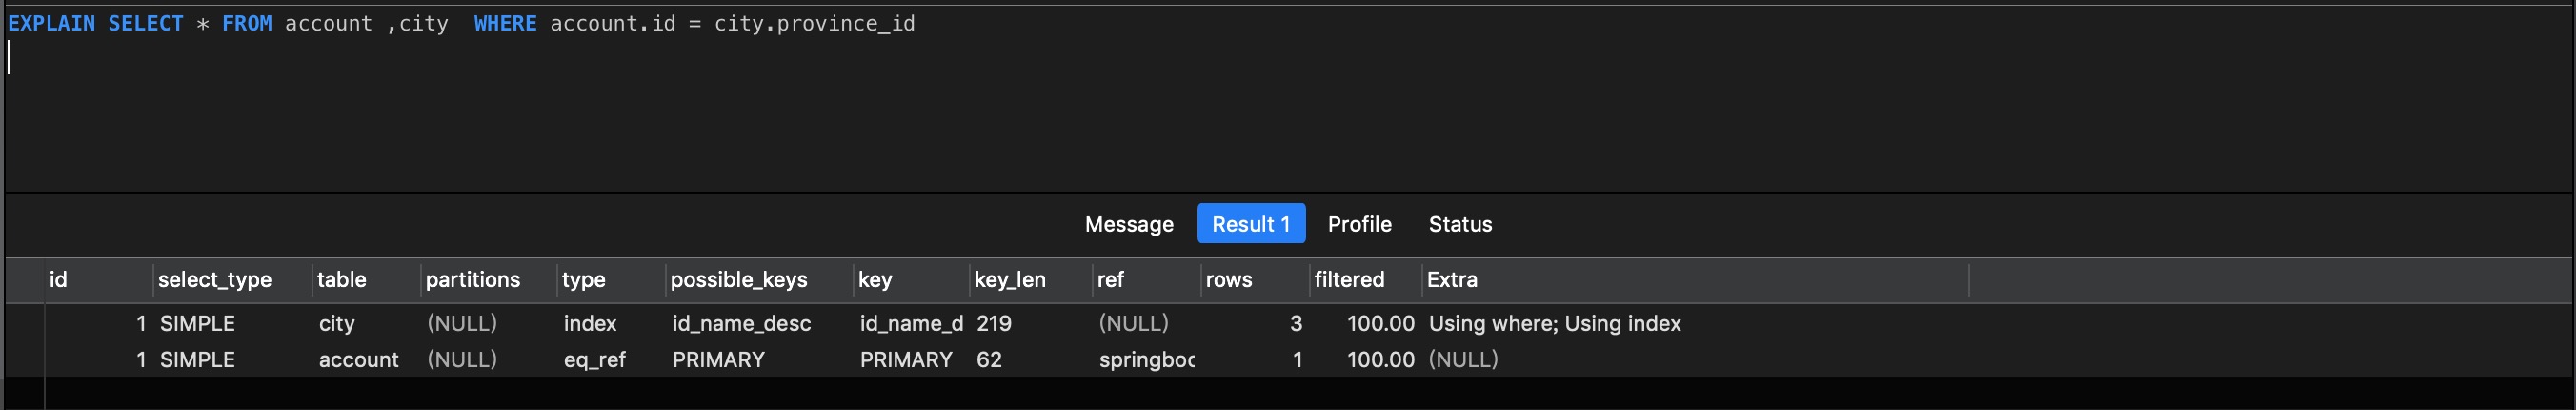 EXPLAIN SELECT * FROM account ,city  WHERE account.id = city.province_id
Message Result 1 Profile Status
id select_type table partitions type possible_keys key key_len ref rows filtered Extra
1 SIMPLE city (NULL) index id_name_desc id_name_d 219 (NULL) 3 100.00 Using where; Using index
1 SIMPLE account (NULL) eq_ref PRIMARY PRIMARY 62 springboc 1 100.00 (NULL)